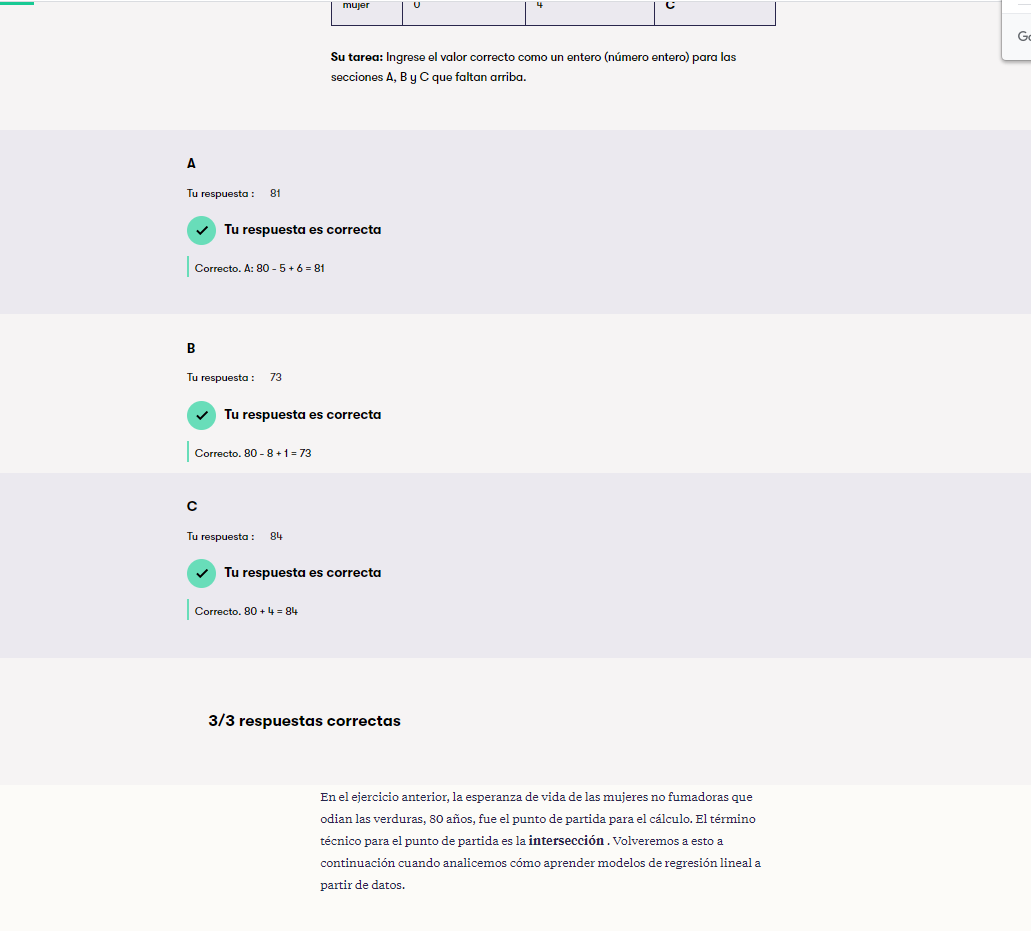 mujer 0 4 C
Go
Su tarea: Ingrese el valor correcto como un entero (número entero) para las
secciones A, B y C que faltan arriba.
A
Tu respuesta : 81
Tu respuesta es correcta
Correcto. A: 80 - 5 + 6 = 81
B
Tu respuesta : 73
Tu respuesta es correcta
Correcto. 80 - 8 + 1 = 73
C
Tu respuesta : 84
Tu respuesta es correcta
Correcto. 80 + 4 = 84
3/3 respuestas correctas
En el ejercicio anterior, la esperanza de vida de las mujeres no fumadoras que
odian las verduras, 80 años, fue el punto de partida para el cálculo. El término
técnico para el punto de partida es la intersección . Volveremos a esto a
continuación cuando analicemos cómo aprender modelos de regresión lineal a
partir de datos.